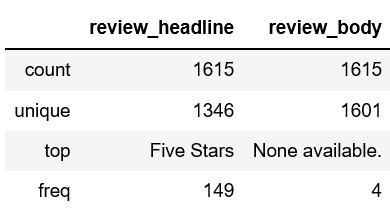 review_headline review_body
count 1615 1615
unique 1346 1601
top Five Stars None available.
freq 149 4